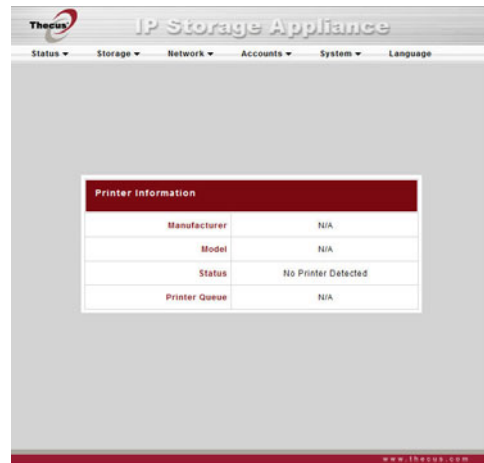 Thecus
IP Storage Appliance
Status Storage Network Accounts System Language
Printer Information
Manufacturer N/A
Model N/A
Status No Printer Detected
Printer Queue N/A
www.thecus.com